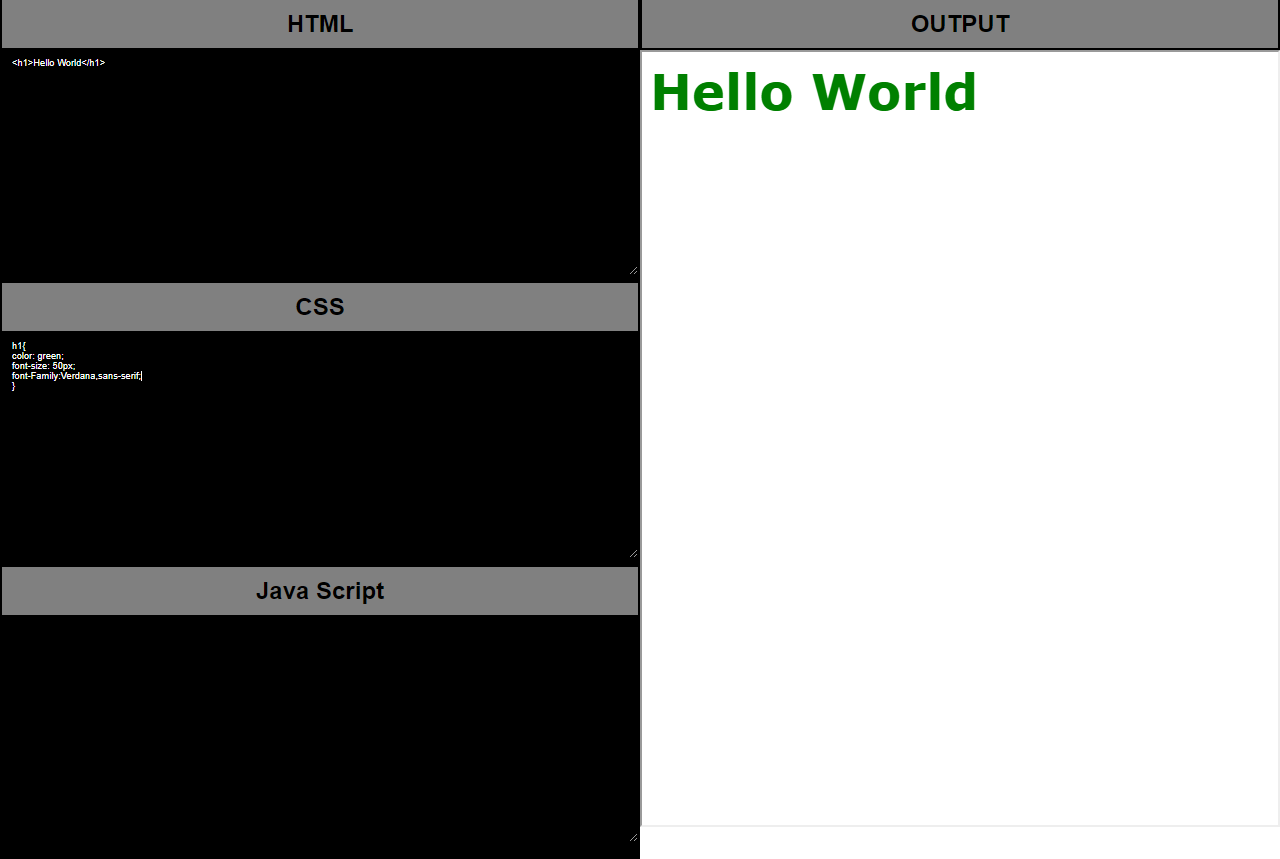 HTML
<h1>Hello World</h1>
CSS
h1{
color: green;
font-size: 50px;
font-Family:Verdana,sans-serif;
}
Java Script
OUTPUT
Hello World